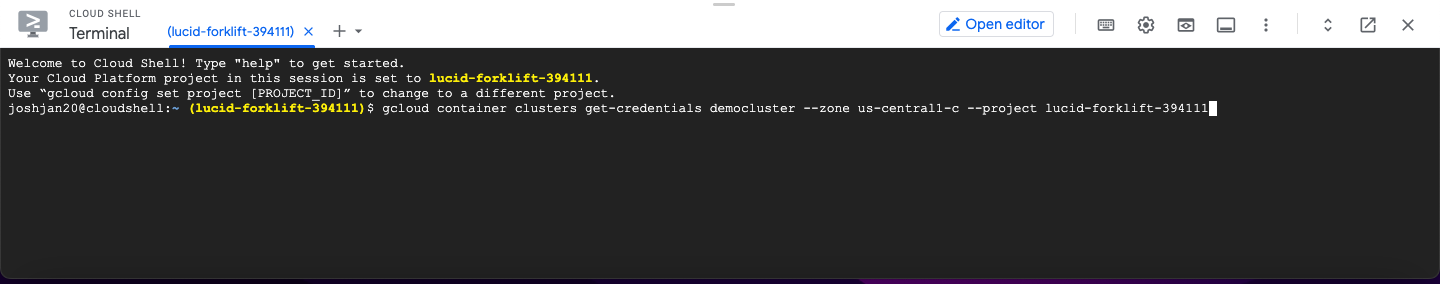 CLOUD SHELL
Terminal
(lucid-forklift-394111)
Open editor
Welcome to Cloud Shell! Type "help" to get started.
Your Cloud Platform project in this session is set to lucid-forklift-394111.
Use “gcloud config set project [PROJECT_ID]” to change to a different project.
joshjan20@cloudshell:~ (lucid-forklift-394111)$ gcloud container clusters get-credentials democluster --zone us-central1-c --project lucid-forklift-394111